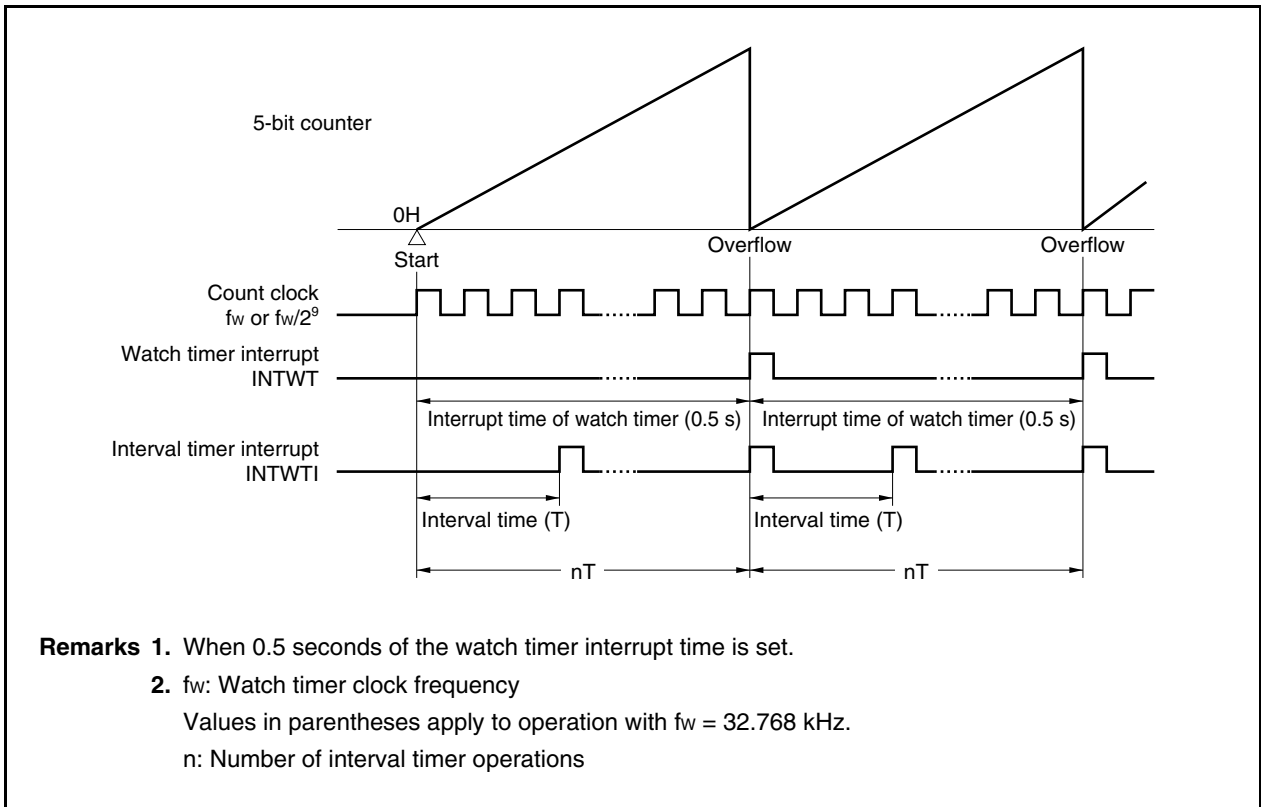 5-bit counter
0H
Start
Overflow
Overflow
Count clock
fw or fw/2⁹
Watch timer interrupt
INTWT
Interrupt time of watch timer (0.5 s)
Interrupt time of watch timer (0.5 s)
Interval timer interrupt
INTWTI
Interval time (T)
Interval time (T)
nT
nT
Remarks 1. When 0.5 seconds of the watch timer interrupt time is set.
2. fw: Watch timer clock frequency
Values in parentheses apply to operation with fw = 32.768 kHz.
n: Number of interval timer operations